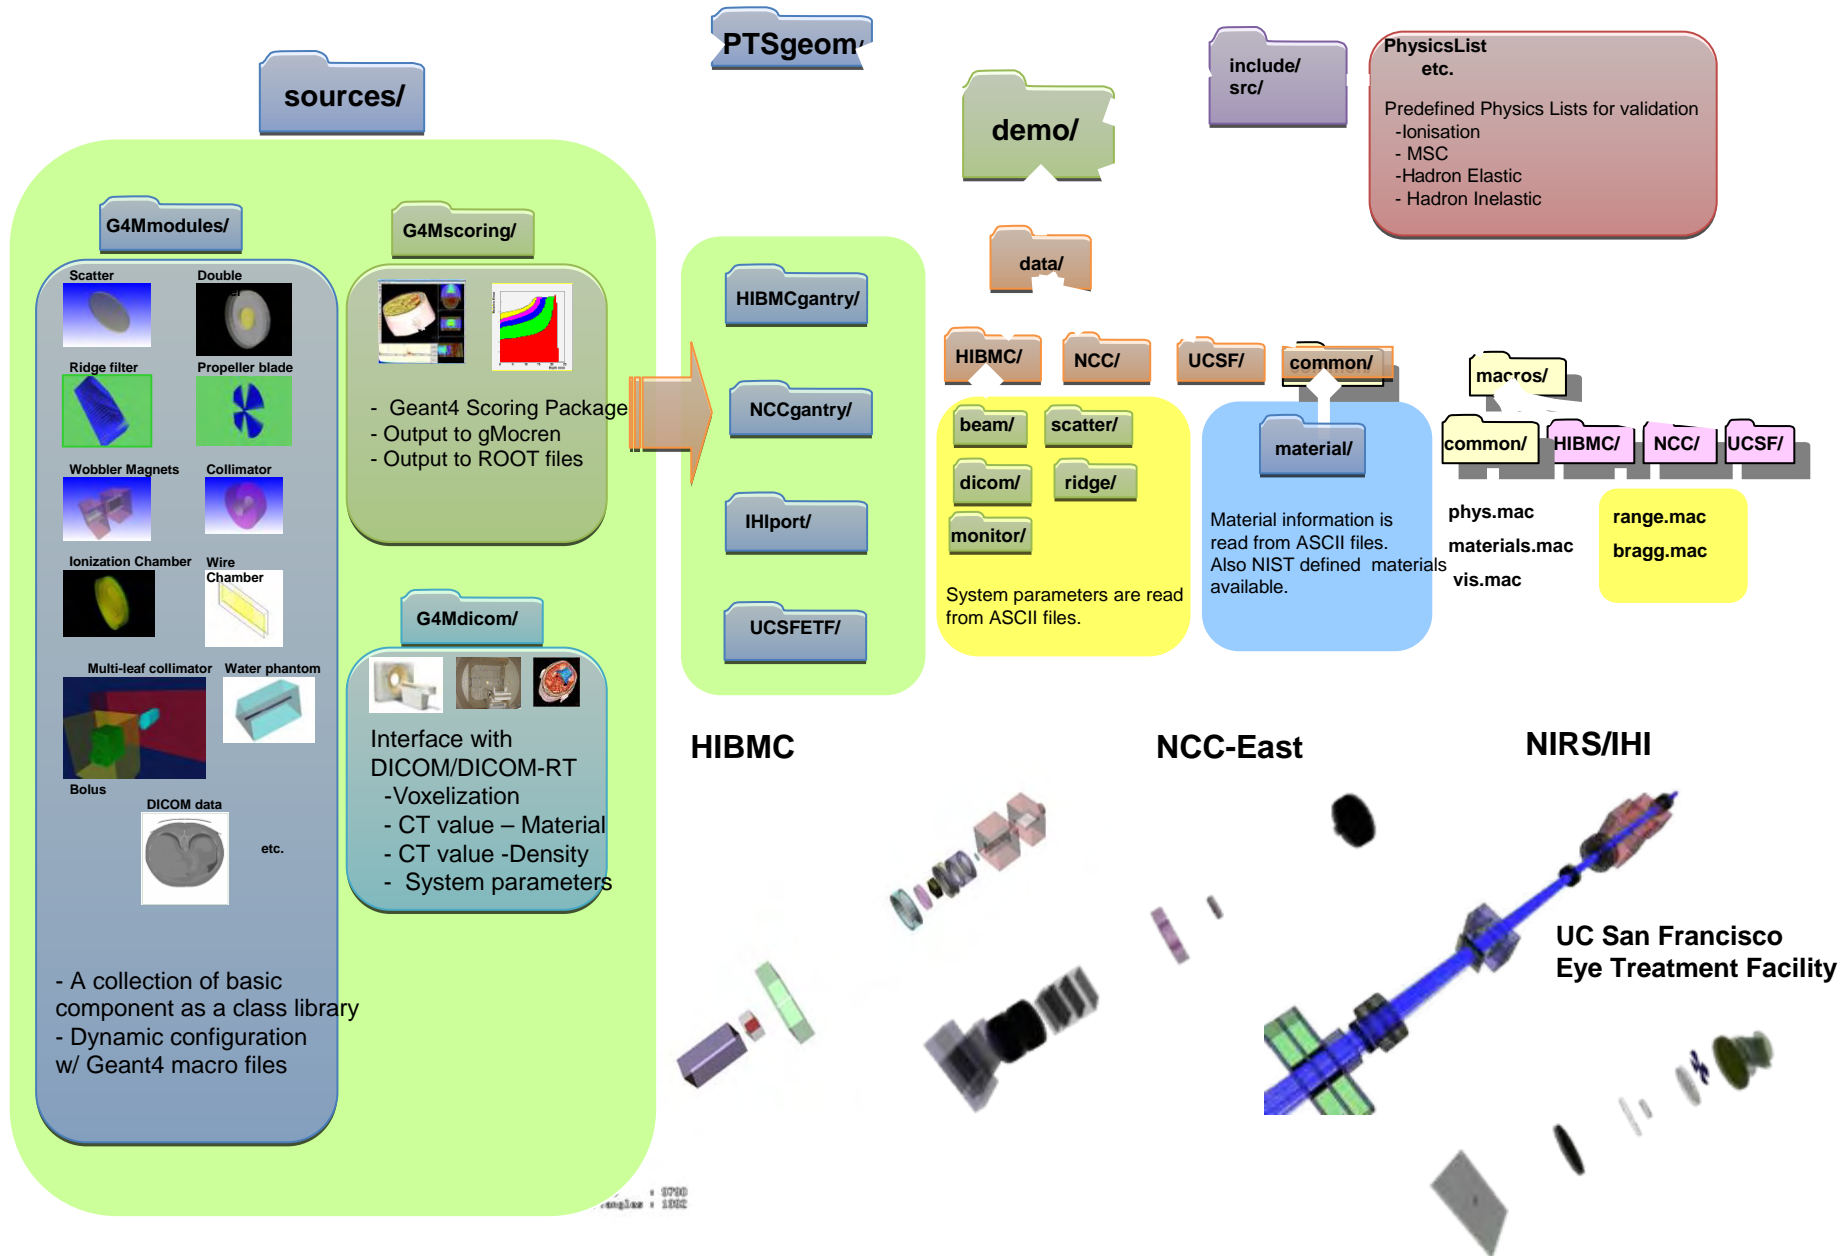 PTSgeom/
sources/
demo/
include/
src/
PhysicsList
etc.
Predefined Physics Lists for validation
-Ionisation
- MSC
-Hadron Elastic
- Hadron Inelastic
G4Mmodules/
Scatter
Double
Ridge filter
Propeller blade
Wobbler Magnets
Collimator
Ionization Chamber
Wire
Chamber
Multi-leaf collimator
Water phantom
Bolus
DICOM data
etc.
- A collection of basic
component as a class library
- Dynamic configuration
w/ Geant4 macro files
G4Mscoring/
- Geant4 Scoring Package
- Output to gMocren
- Output to ROOT files
G4Mdicom/
Interface with
DICOM/DICOM-RT
-Voxelization
- CT value – Material
- CT value -Density
- System parameters
HIBMCgantry/
NCCgantry/
IHIport/
UCSFETF/
data/
HIBMC/
NCC/
UCSF/
common/
beam/
scatter/
dicom/
ridge/
monitor/
System parameters are read
from ASCII files.
material/
Material information is
read from ASCII files.
Also NIST defined materials
available.
macros/
common/
HIBMC/
NCC/
UCSF/
phys.mac
materials.mac
vis.mac
range.mac
bragg.mac
HIBMC
NCC-East
NIRS/IHI
UC San Francisco
Eye Treatment Facility
: 9790
angles : 1992